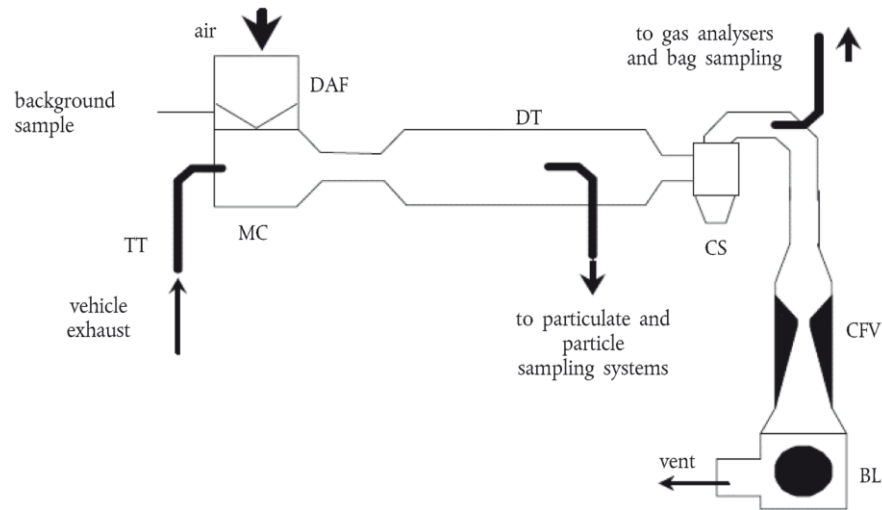 air
DAF
background
sample
to gas analysers
and bag sampling
DT
TT
MC
CS
vehicle
exhaust
to particulate and
particle
sampling systems
CFV
vent
BL